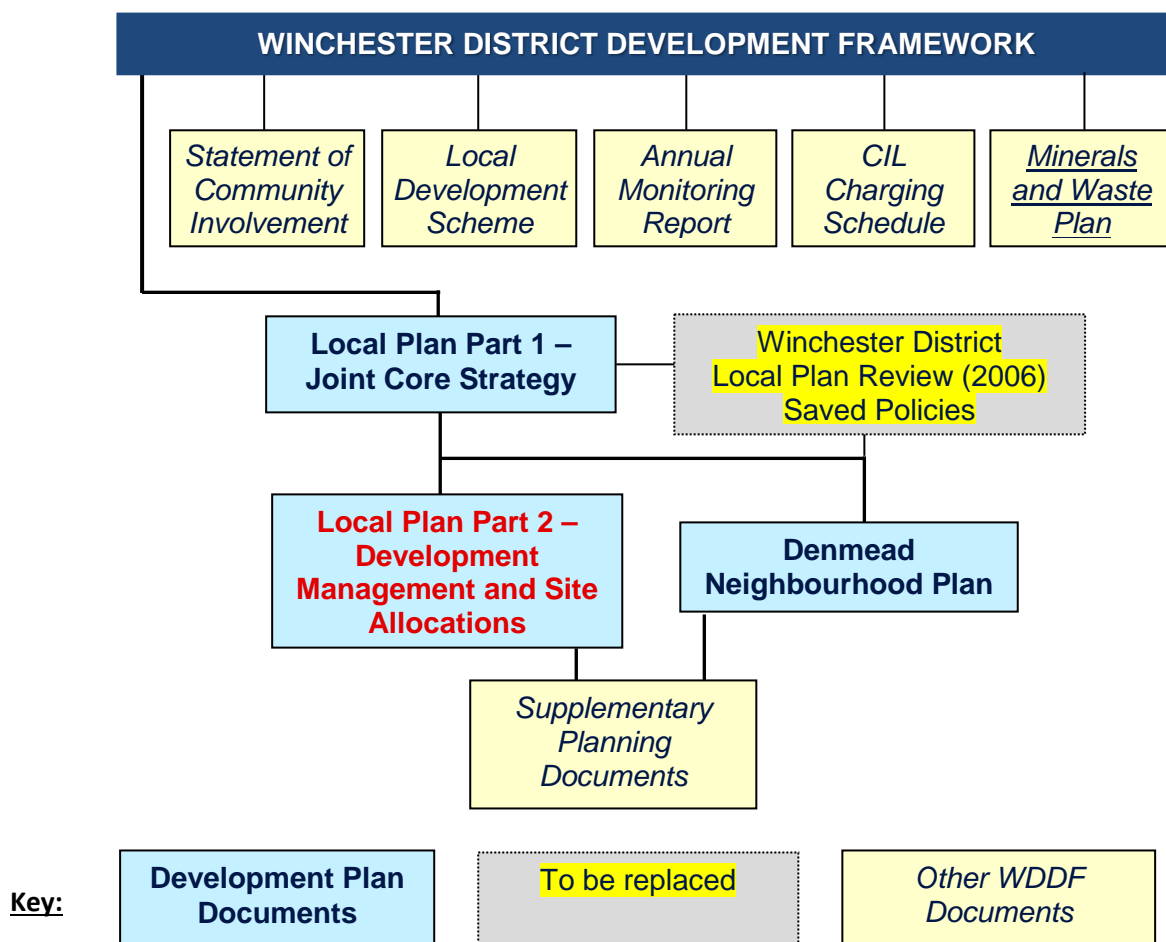 WINCHESTER DISTRICT DEVELOPMENT FRAMEWORK
Statement of
Community
Involvement
Local
Development
Scheme
Annual
Monitoring
Report
CIL
Charging
Schedule
Minerals
and Waste
Plan
Local Plan Part 1 –
Joint Core Strategy
Winchester District
Local Plan Review (2006)
Saved Policies
Local Plan Part 2 –
Development
Management and Site
Allocations
Denmead
Neighbourhood Plan
Supplementary
Planning
Documents
Key:
Development Plan
Documents
To be replaced
Other WDDF
Documents